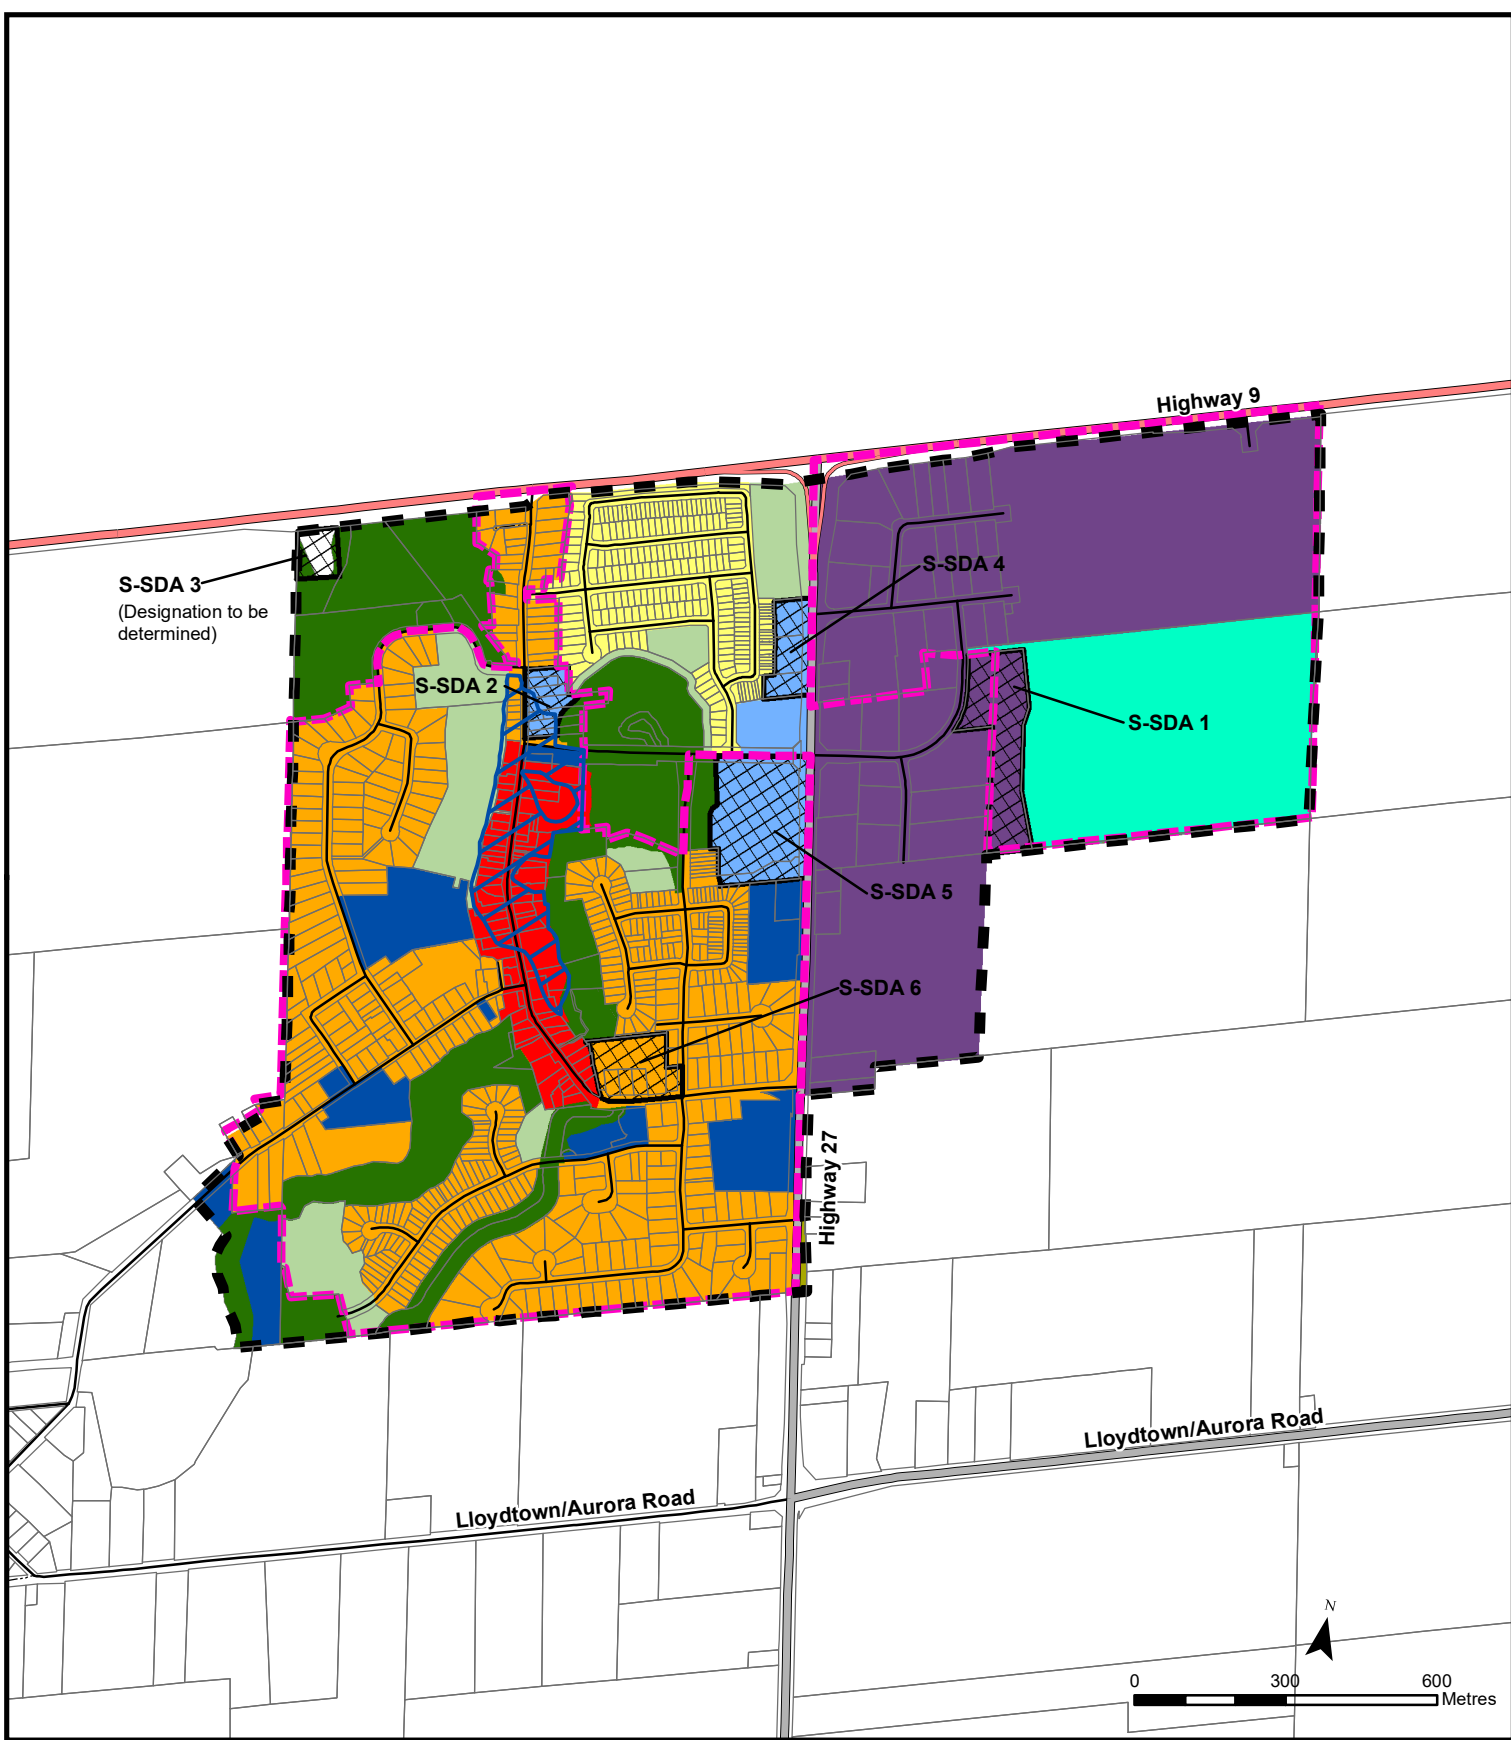 Highway 9
S-SDA 4
S-SDA 3
(Designation to be
determined)
S-SDA 2
S-SDA 1
S-SDA 5
S-SDA 6
Highway 27
Lloydtown/Aurora Road
Lloydtown/Aurora Road
N
0 300 600
Metres